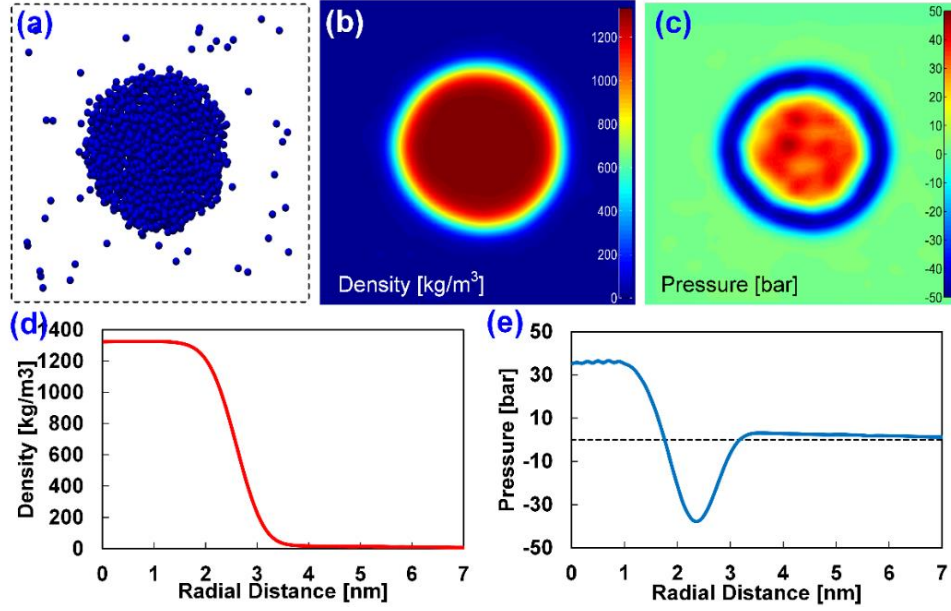 (a)
(b)
1200
1000
800
600
400
200
0
Density [kg/m³]
(c)
50
40
30
20
10
0
-10
-20
-30
-40
-50
Pressure [bar]
(d)
1400
1200
1000
800
600
400
200
0
Density [kg/m3]
0 1 2 3 4 5 6 7
Radial Distance [nm]
(e)
50
30
10
-10
-30
-50
Pressure [bar]
0 1 2 3 4 5 6 7
Radial Distance [nm]